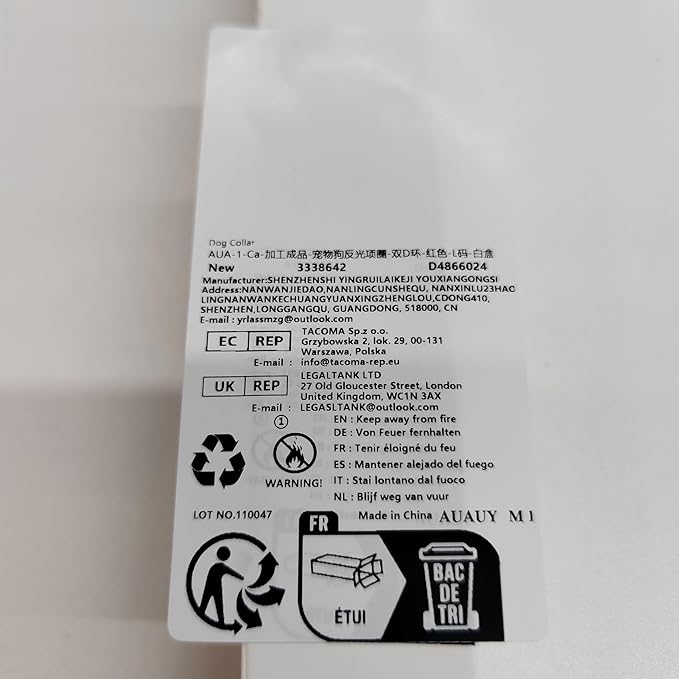 Dog Collar
AUA-1-Ca-加工成品-宠物狗反光项圈-双D环-红色-L码-白盒
New 3338642 D4866024
Manufacturer:SHENZHENSHI YINGRUILAIKEJI YOUXIANGONGSI
Address:NANWANJIEDAO,NANLINGCUNSHEQU, NANXINLU23HAO
LINGNANWANKECHUANGYUANXINGZHENGLOU,CDONG410,
SHENZHEN,LONGGANGQU, GUANGDONG, 518000, CN
E-mail : yrlassmzg@outlook.com
EC REP TACOMA Sp.z o.o.
Grzybowska 2, lok. 29, 00-131
Warszawa, Polska
E-mail : info@tacoma-rep.eu
UK REP LEGALTANK LTD
27 Old Gloucester Street, London
United Kingdom, WC1N 3AX
E-mail : LEGASLTANK@outlook.com
①
WARNING!
EN : Keep away from fire
DE : Von Feuer fernhalten
FR : Tenir éloigné du feu
ES : Mantener alejado del fuego
IT : Stai lontano dal fuoco
NL : Blijf weg van vuur
LOT NO.110047
Made in China AUAUY M1
FR
ÉTUI
BAC
DE
TRI